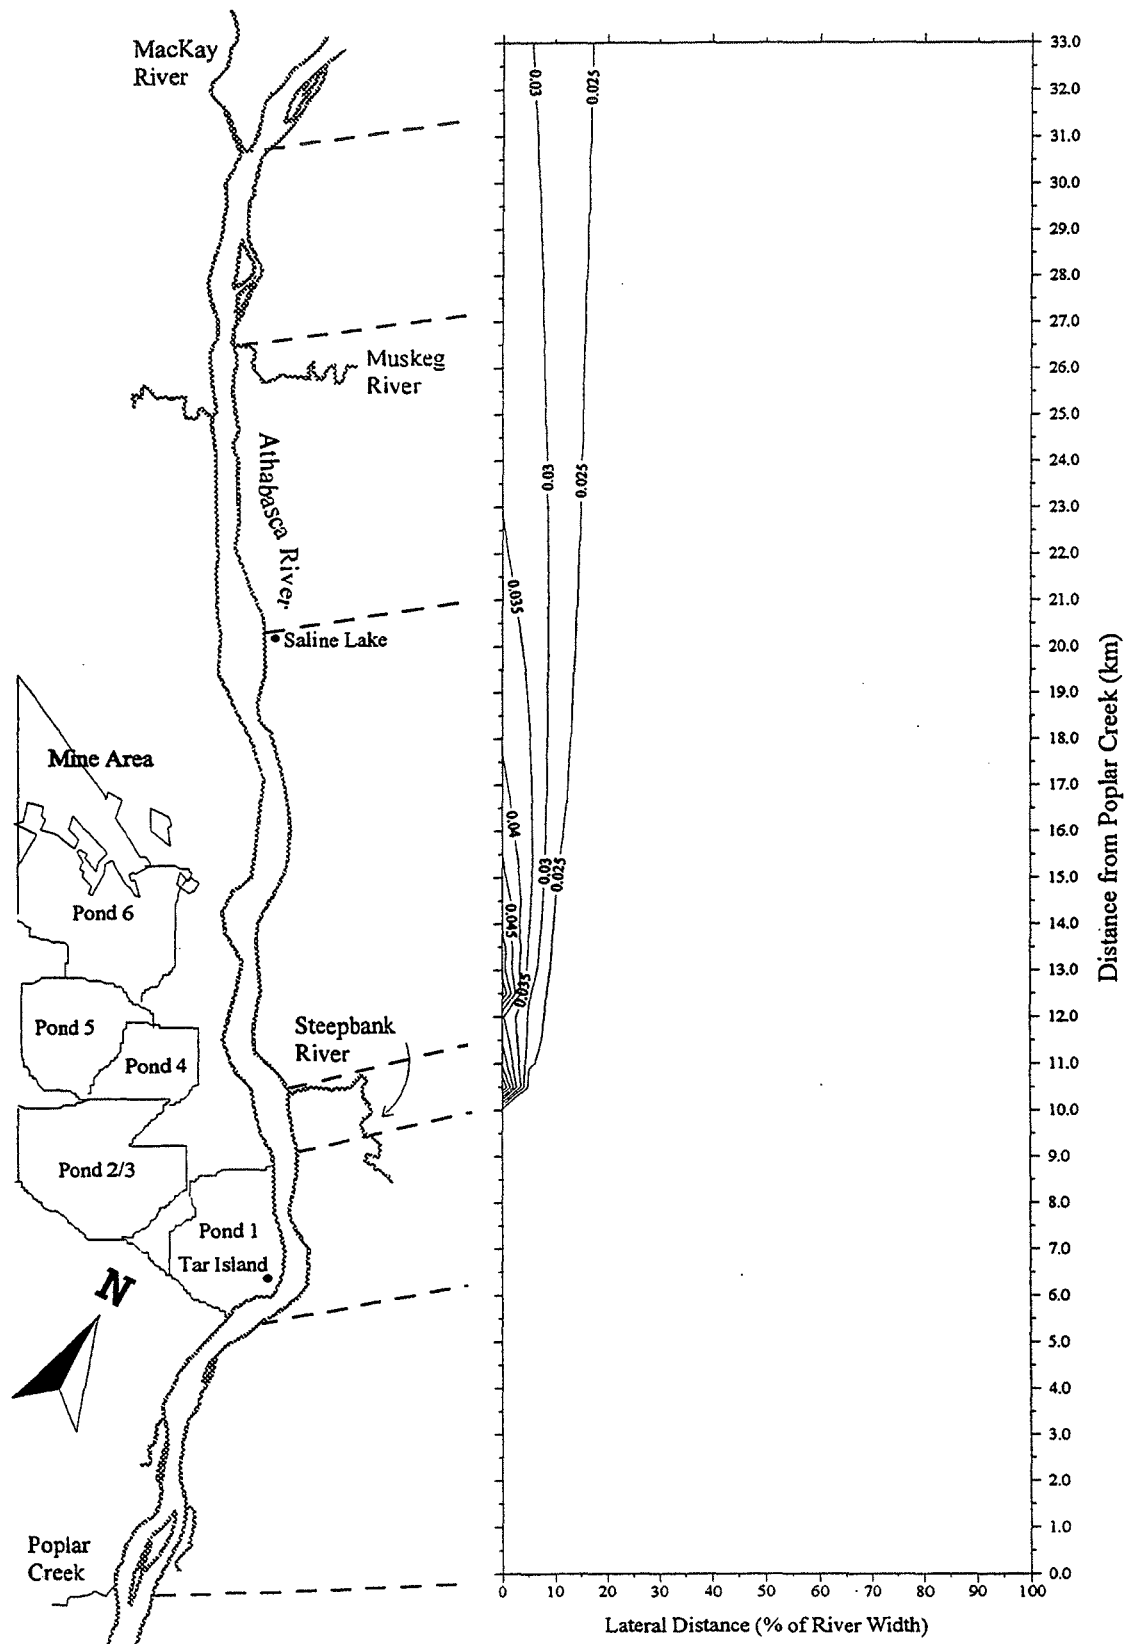 MacKay
River
Muskeg
River
Athabasca River
Saline Lake
Mine Area
Pond 6
Pond 5
Pond 4
Steepbank
River
Pond 2/3
Pond 1
Tar Island
N
Poplar
Creek
0.03
0.025
0.03
0.025
0.035
0.04
0.03
0.025
0.045
0.035
33.0
32.0
31.0
30.0
29.0
28.0
27.0
26.0
25.0
24.0
23.0
22.0
21.0
20.0
19.0
18.0
17.0
16.0
15.0
14.0
13.0
12.0
11.0
10.0
9.0
8.0
7.0
6.0
5.0
4.0
3.0
2.0
1.0
0.0
Distance from Poplar Creek (km)
0 10 20 30 40 50 60 70 80 90 100
Lateral Distance (% of River Width)